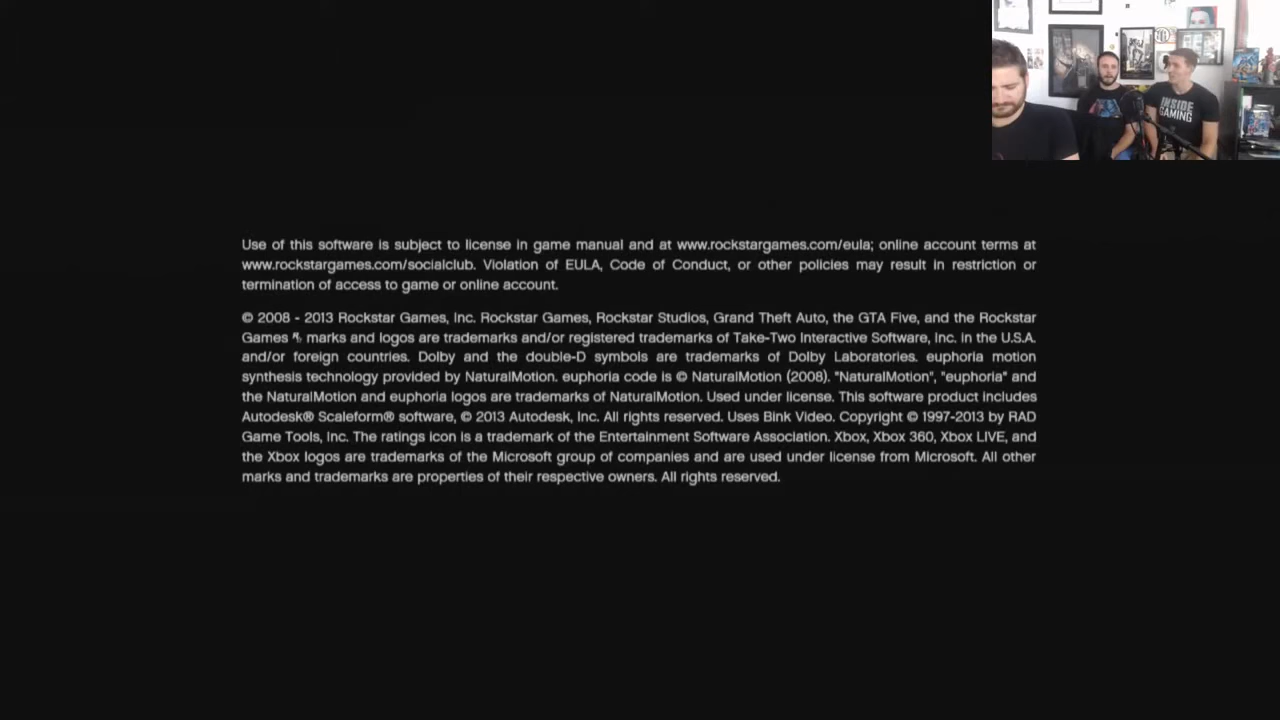 INSIDE
GAMING
Use of this software is subject to license in game manual and at www.rockstargames.com/eula; online account terms at
www.rockstargames.com/socialclub. Violation of EULA, Code of Conduct, or other policies may result in restriction or
termination of access to game or online account.
© 2008 - 2013 Rockstar Games, Inc. Rockstar Games, Rockstar Studios, Grand Theft Auto, the GTA Five, and the Rockstar
Games R* marks and logos are trademarks and/or registered trademarks of Take-Two Interactive Software, Inc. in the U.S.A.
and/or foreign countries. Dolby and the double-D symbols are trademarks of Dolby Laboratories. euphoria motion
synthesis technology provided by NaturalMotion. euphoria code is © NaturalMotion (2008). "NaturalMotion", "euphoria" and
the NaturalMotion and euphoria logos are trademarks of NaturalMotion. Used under license. This software product includes
Autodesk® Scaleform® software, © 2013 Autodesk, Inc. All rights reserved. Uses Bink Video. Copyright © 1997-2013 by RAD
Game Tools, Inc. The ratings icon is a trademark of the Entertainment Software Association. Xbox, Xbox 360, Xbox LIVE, and
the Xbox logos are trademarks of the Microsoft group of companies and are used under license from Microsoft. All other
marks and trademarks are properties of their respective owners. All rights reserved.